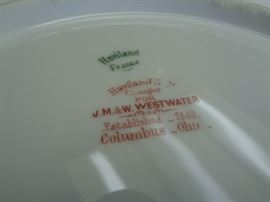 Haviland
France
Haviland & Co.
Limoges
FOR
J.M.& W. WESTWATER
Established -1840-
Columbus -Ohio-